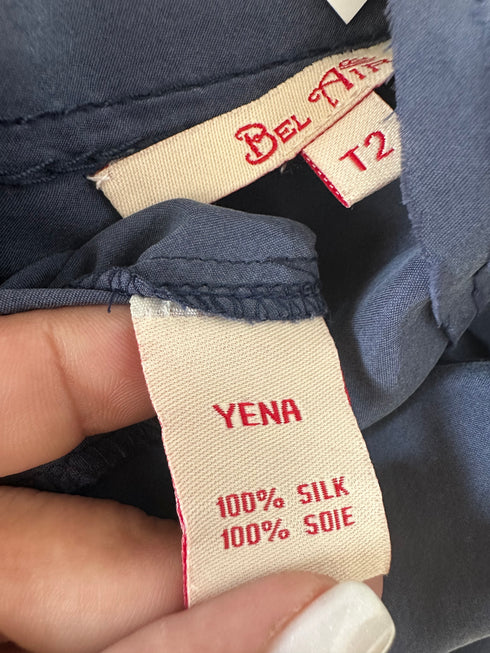 BEL AIR
T2
YENA
100% SILK
100% SOIE